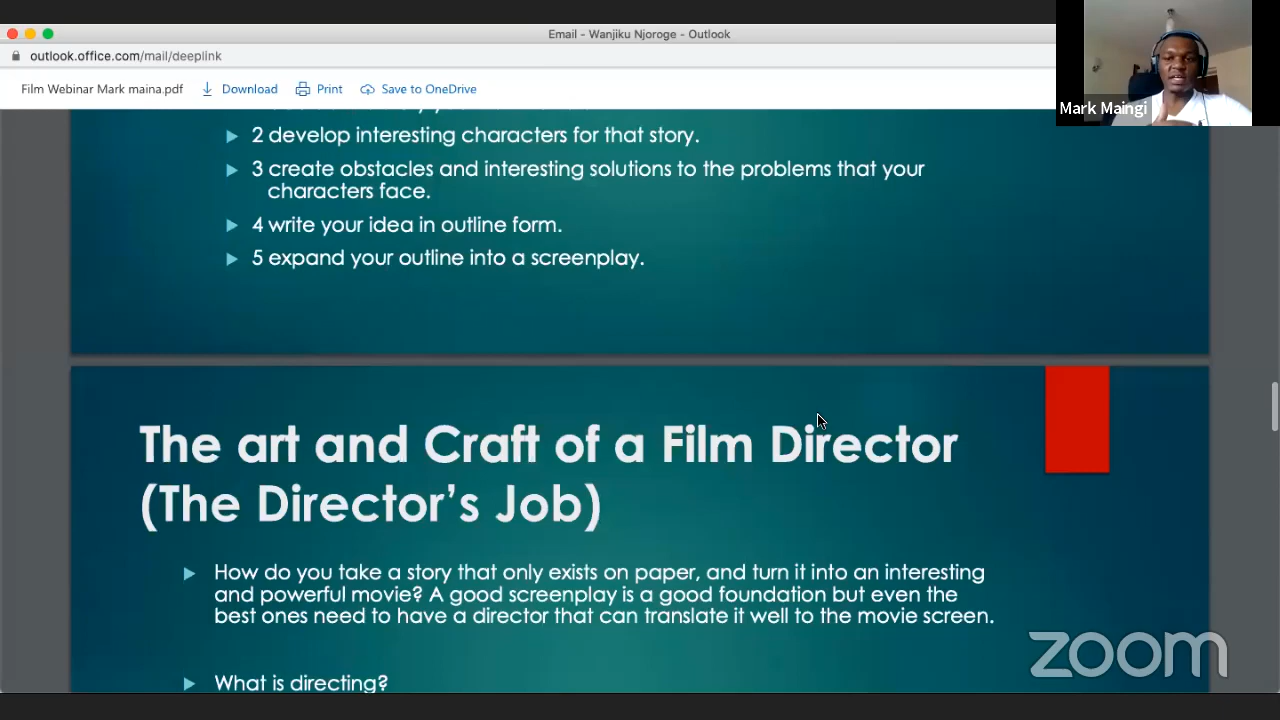 Email - Wanjiku Njoroge - Outlook
outlook.office.com/mail/deeplink
Film Webinar Mark maina.pdf
Download
Print
Save to OneDrive
Mark Maingi
2 develop interesting characters for that story.
3 create obstacles and interesting solutions to the problems that your
characters face.
4 write your idea in outline form.
5 expand your outline into a screenplay.
The art and Craft of a Film Director
(The Director's Job)
How do you take a story that only exists on paper, and turn it into an interesting
and powerful movie? A good screenplay is a good foundation but even the
best ones need to have a director that can translate it well to the movie screen.
What is directing?
zoom